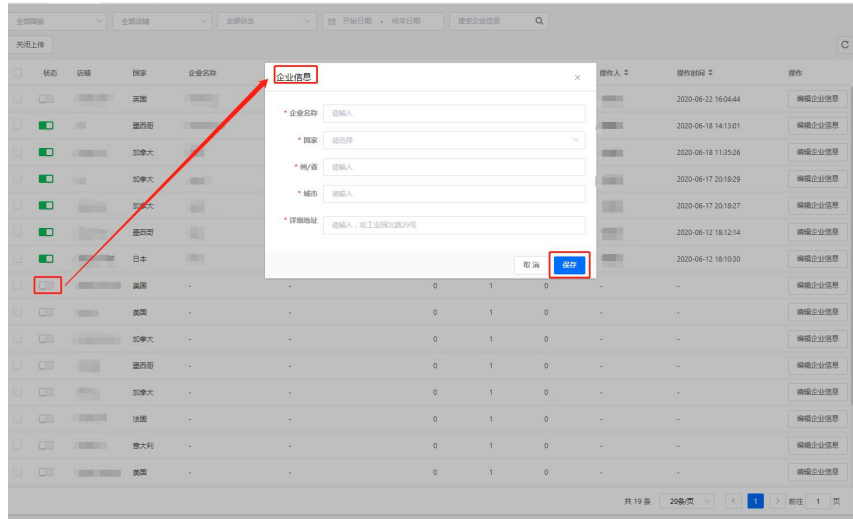 全部国家 全部店铺 全部状态 开始日期 - 结束日期 搜索企业信息
关闭上传
状态 店铺 国家 企业名称 操作人 操作时间 操作
英国 2020-06-22 16:04:44 编辑企业信息
墨西哥 2020-06-18 14:13:01 编辑企业信息
加拿大 2020-06-18 11:35:26 编辑企业信息
加拿大 2020-06-17 20:18:29 编辑企业信息
加拿大 2020-06-17 20:18:27 编辑企业信息
墨西哥 2020-06-12 18:12:14 编辑企业信息
日本 2020-06-12 18:10:30 编辑企业信息
企业信息
* 企业名称 请输入
* 国家 请选择
* 州/省 请输入
* 城市 请输入
* 详细地址 请输入，如工业园北路29号
取消 保存
美国 - - 0 1 0 - - 编辑企业信息
美国 - - 0 1 0 - - 编辑企业信息
加拿大 - - 0 1 0 - - 编辑企业信息
墨西哥 - - 0 1 0 - - 编辑企业信息
加拿大 - - 0 1 0 - - 编辑企业信息
法国 - - 0 1 0 - - 编辑企业信息
意大利 - - 0 1 0 - - 编辑企业信息
美国 - - 0 1 0 - - 编辑企业信息
共 19 条 20条/页 < 1 > 前往 1 页